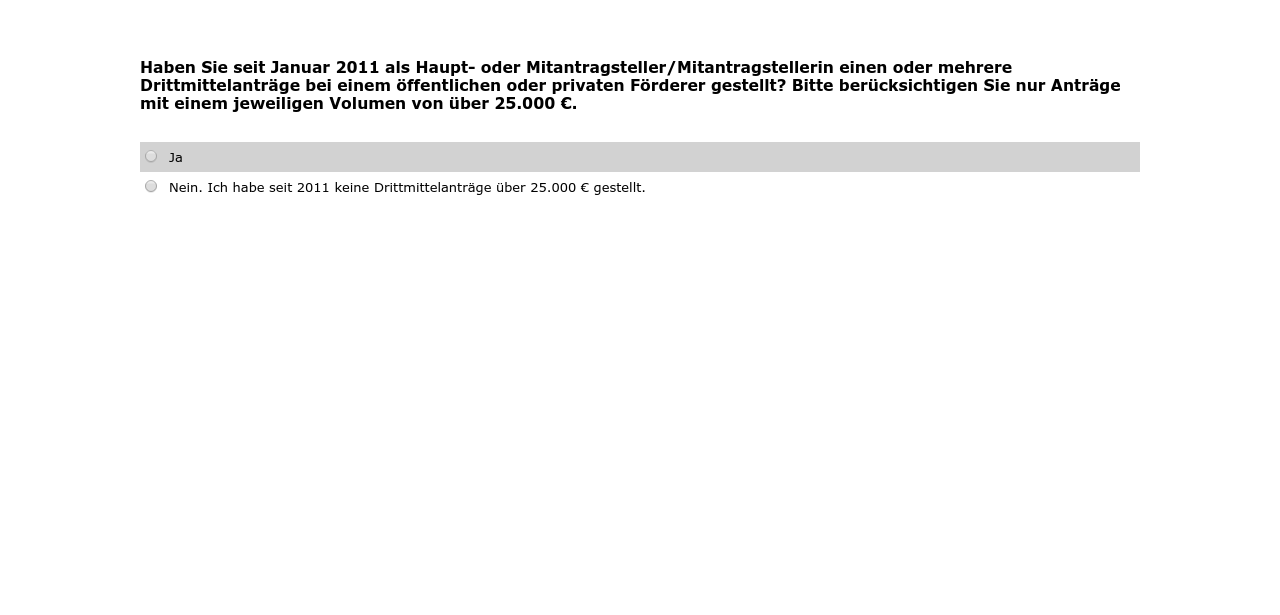 Haben Sie seit Januar 2011 als Haupt- oder Mitantragsteller/Mitantragstellerin einen oder mehrere
Drittmittelanträge bei einem öffentlichen oder privaten Förderer gestellt? Bitte berücksichtigen Sie nur Anträge
mit einem jeweiligen Volumen von über 25.000 €.
Ja
Nein. Ich habe seit 2011 keine Drittmittelanträge über 25.000 € gestellt.